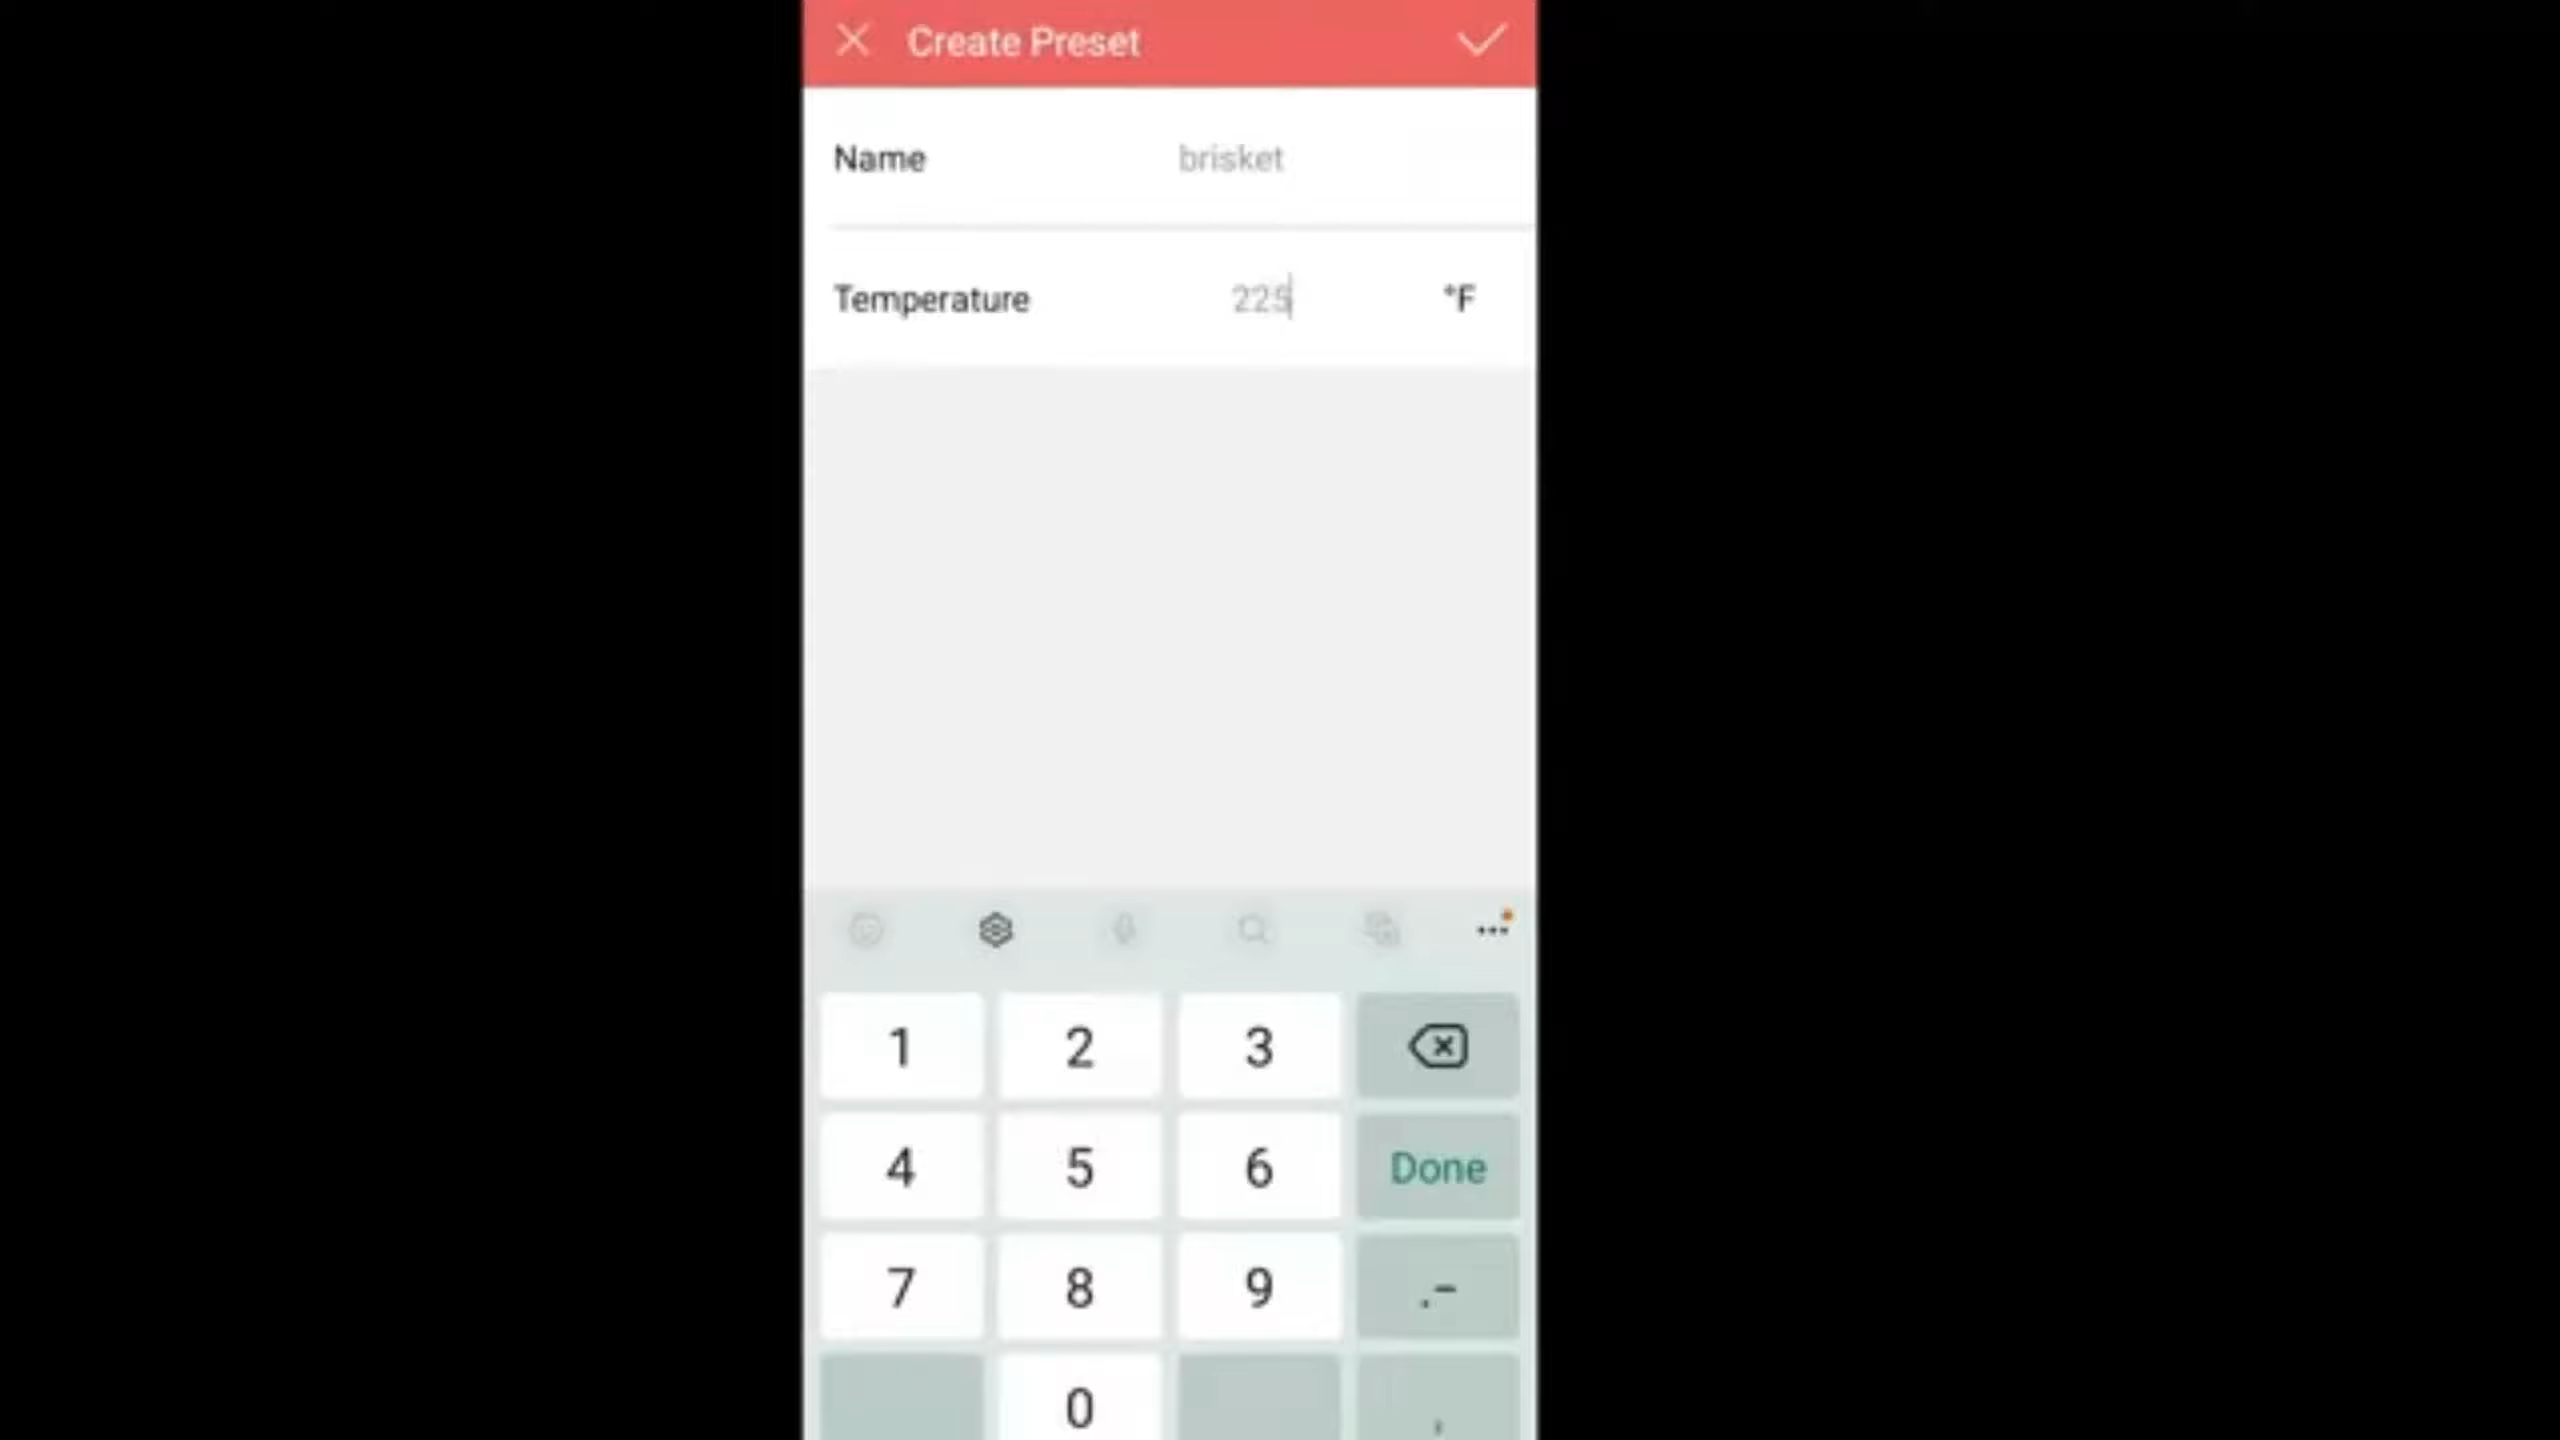 Create Preset
Name brisket
Temperature 225 °F
1 2 3
4 5 6 Done
7 8 9 .-
0 ,